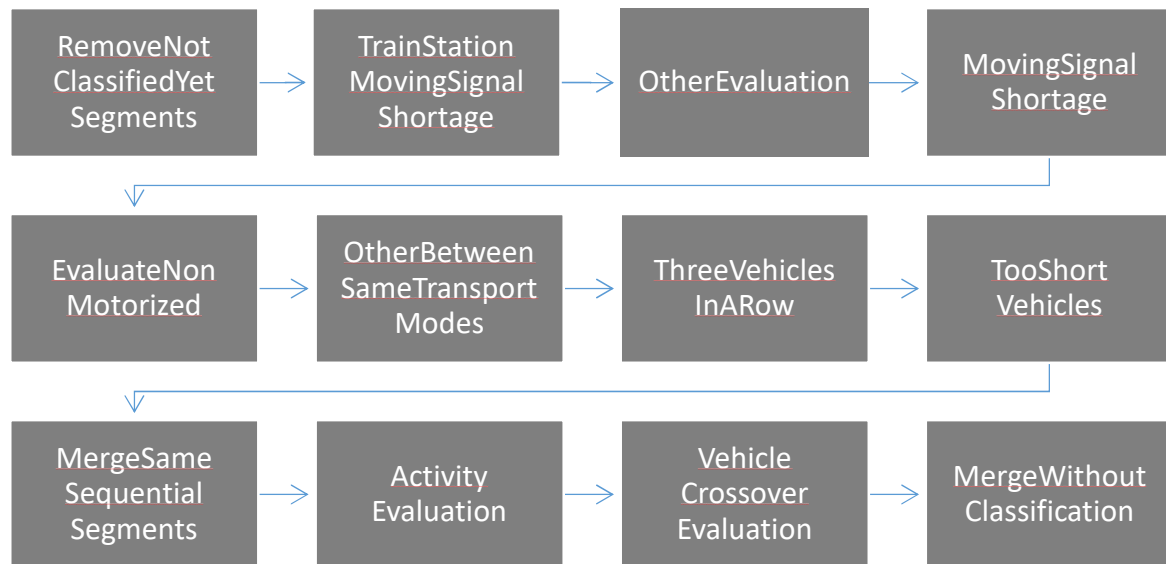 RemoveNot
ClassifiedYet
Segments
TrainStation
MovingSignal
Shortage
OtherEvaluation
MovingSignal
Shortage
EvaluateNon
Motorized
OtherBetween
SameTransport
Modes
ThreeVehicles
InARow
TooShort
Vehicles
MergeSame
Sequential
Segments
Activity
Evaluation
Vehicle
Crossover
Evaluation
MergeWithout
Classification